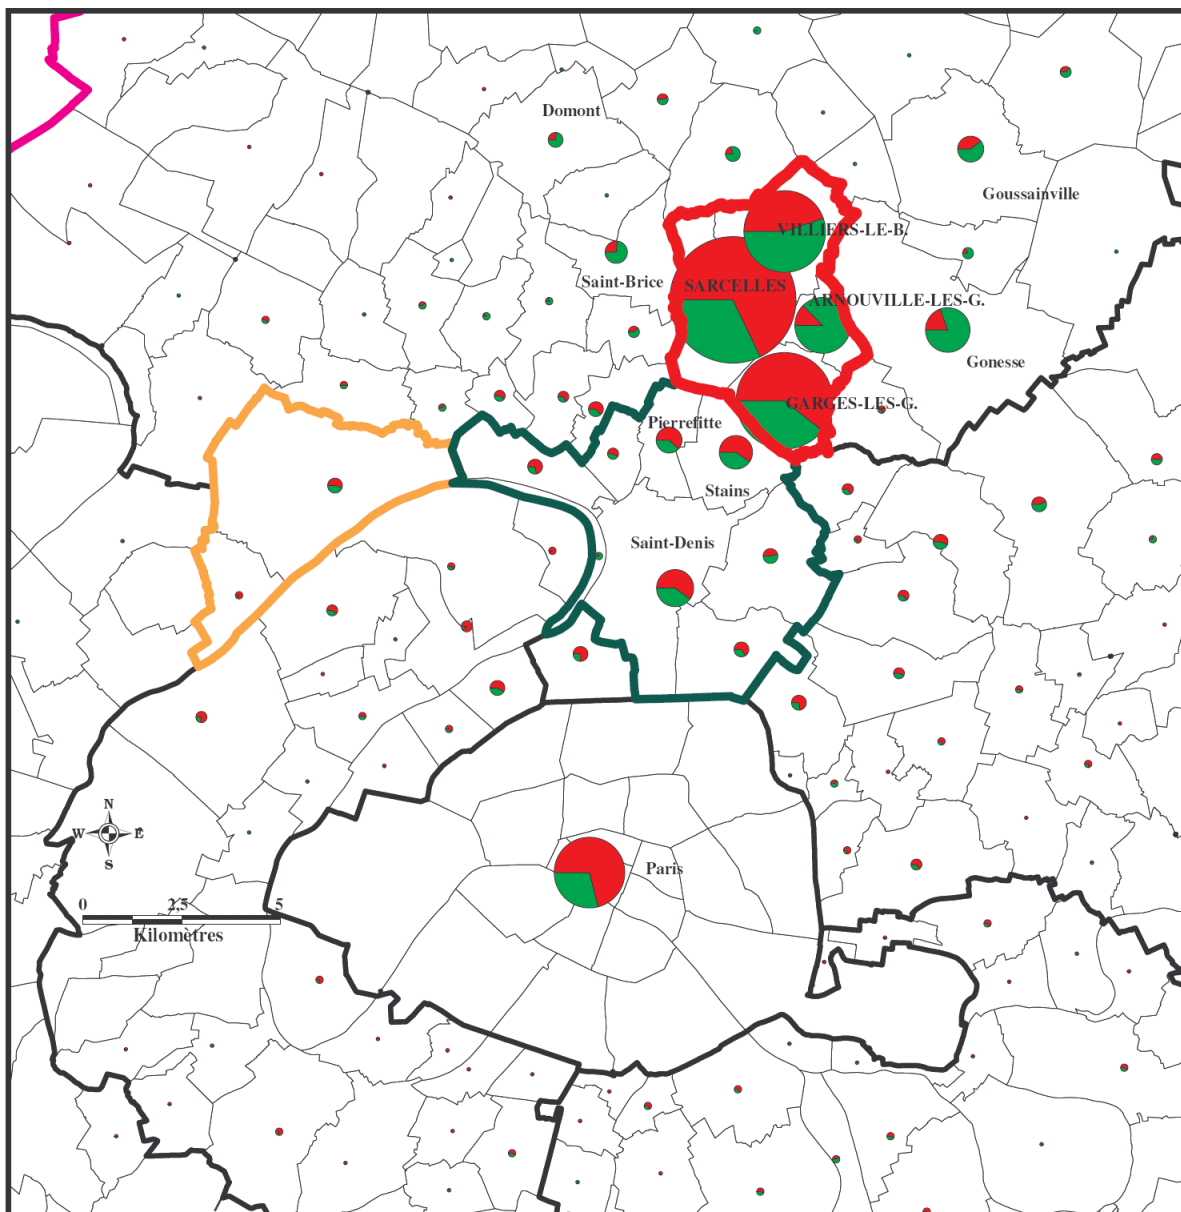 Domont
Goussainville
VILLIERS-LE-B.
Saint-Brice
SARCELLES
ARNOUVILLE-LES-G.
Gonesse
GARGES-LES-G.
Pierrefitte
Stains
Saint-Denis
N
W E
S
Paris
0 2,5 5
Kilomètres